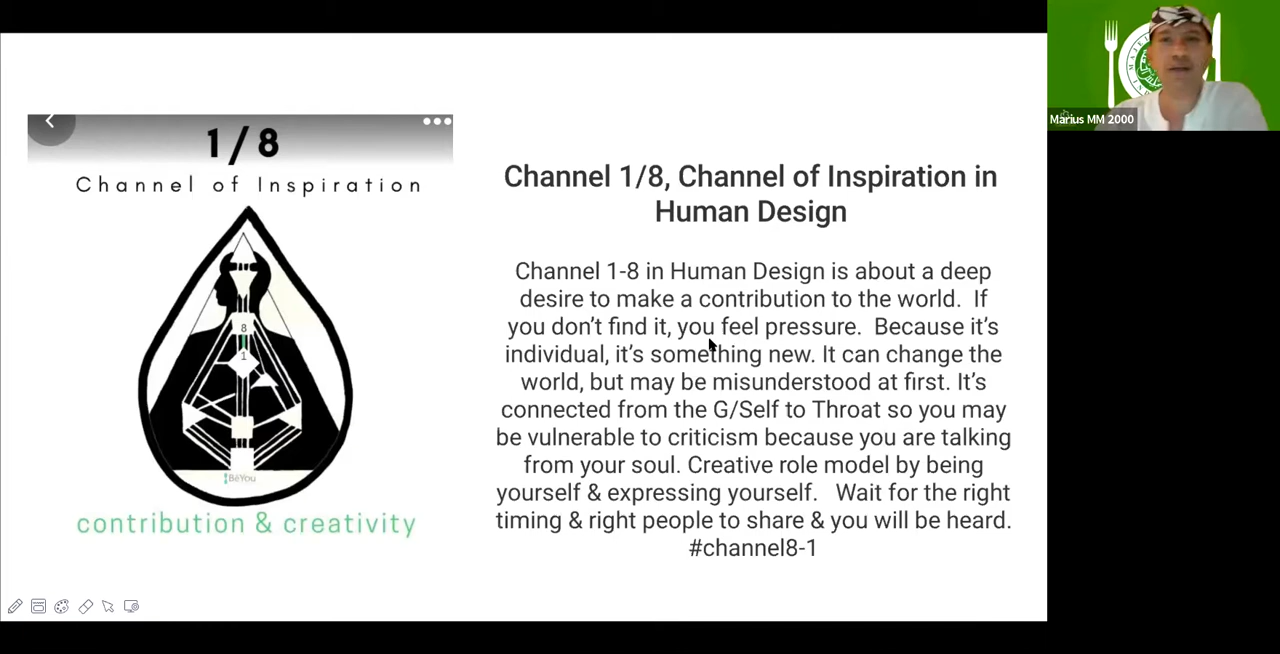 1/8
Channel of Inspiration
8
1
BeYou
contribution & creativity
Channel 1/8, Channel of Inspiration in
Human Design
Channel 1-8 in Human Design is about a deep
desire to make a contribution to the world.  If
you don’t find it, you feel pressure.  Because it’s
individual, it’s something new. It can change the
world, but may be misunderstood at first. It’s
connected from the G/Self to Throat so you may
be vulnerable to criticism because you are talking
from your soul. Creative role model by being
yourself & expressing yourself.   Wait for the right
timing & right people to share & you will be heard.
#channel8-1
Marius MM 2000